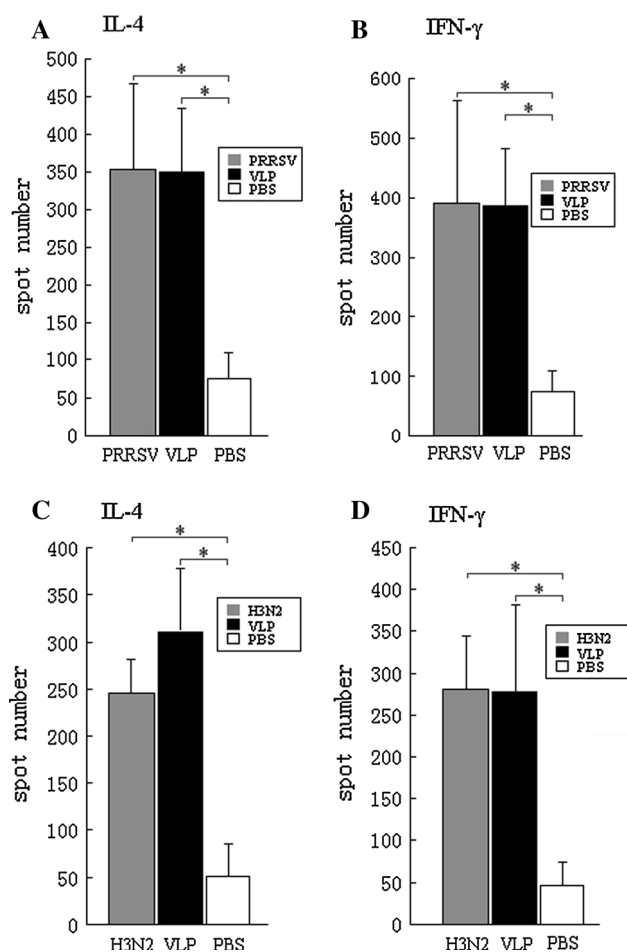 A IL-4
500
450
400
350
300
250
200
150
100
50
0
spot number
* 
*
PRRSV
VLP
PBS
PRRSV VLP PBS
B IFN-γ
600
500
400
300
200
100
0
spot number
*
*
PRRSV
VLP
PBS
PRRSV VLP PBS
C IL-4
400
350
300
250
200
150
100
50
0
spot number
*
*
H3N2
VLP
PBS
H3N2 VLP PBS
D IFN-γ
450
400
350
300
250
200
150
100
50
0
spot number
*
*
H3N2
VLP
PBS
H3N2 VLP PBS